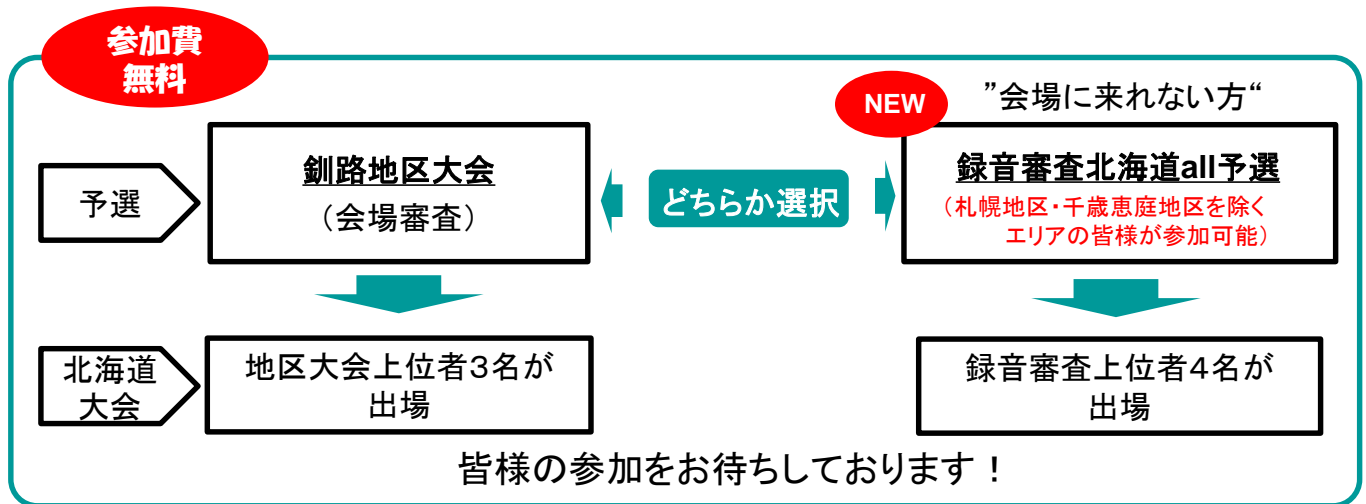 参加費
無料
NEW
”会場に来れない方“
予選
釧路地区大会
（会場審査）
どちらか選択
録音審査北海道all予選
（札幌地区・千歳恵庭地区を除く
エリアの皆様が参加可能）
北海道
大会
地区大会上位者３名が
出場
録音審査上位者４名が
出場
皆様の参加をお待ちしております！